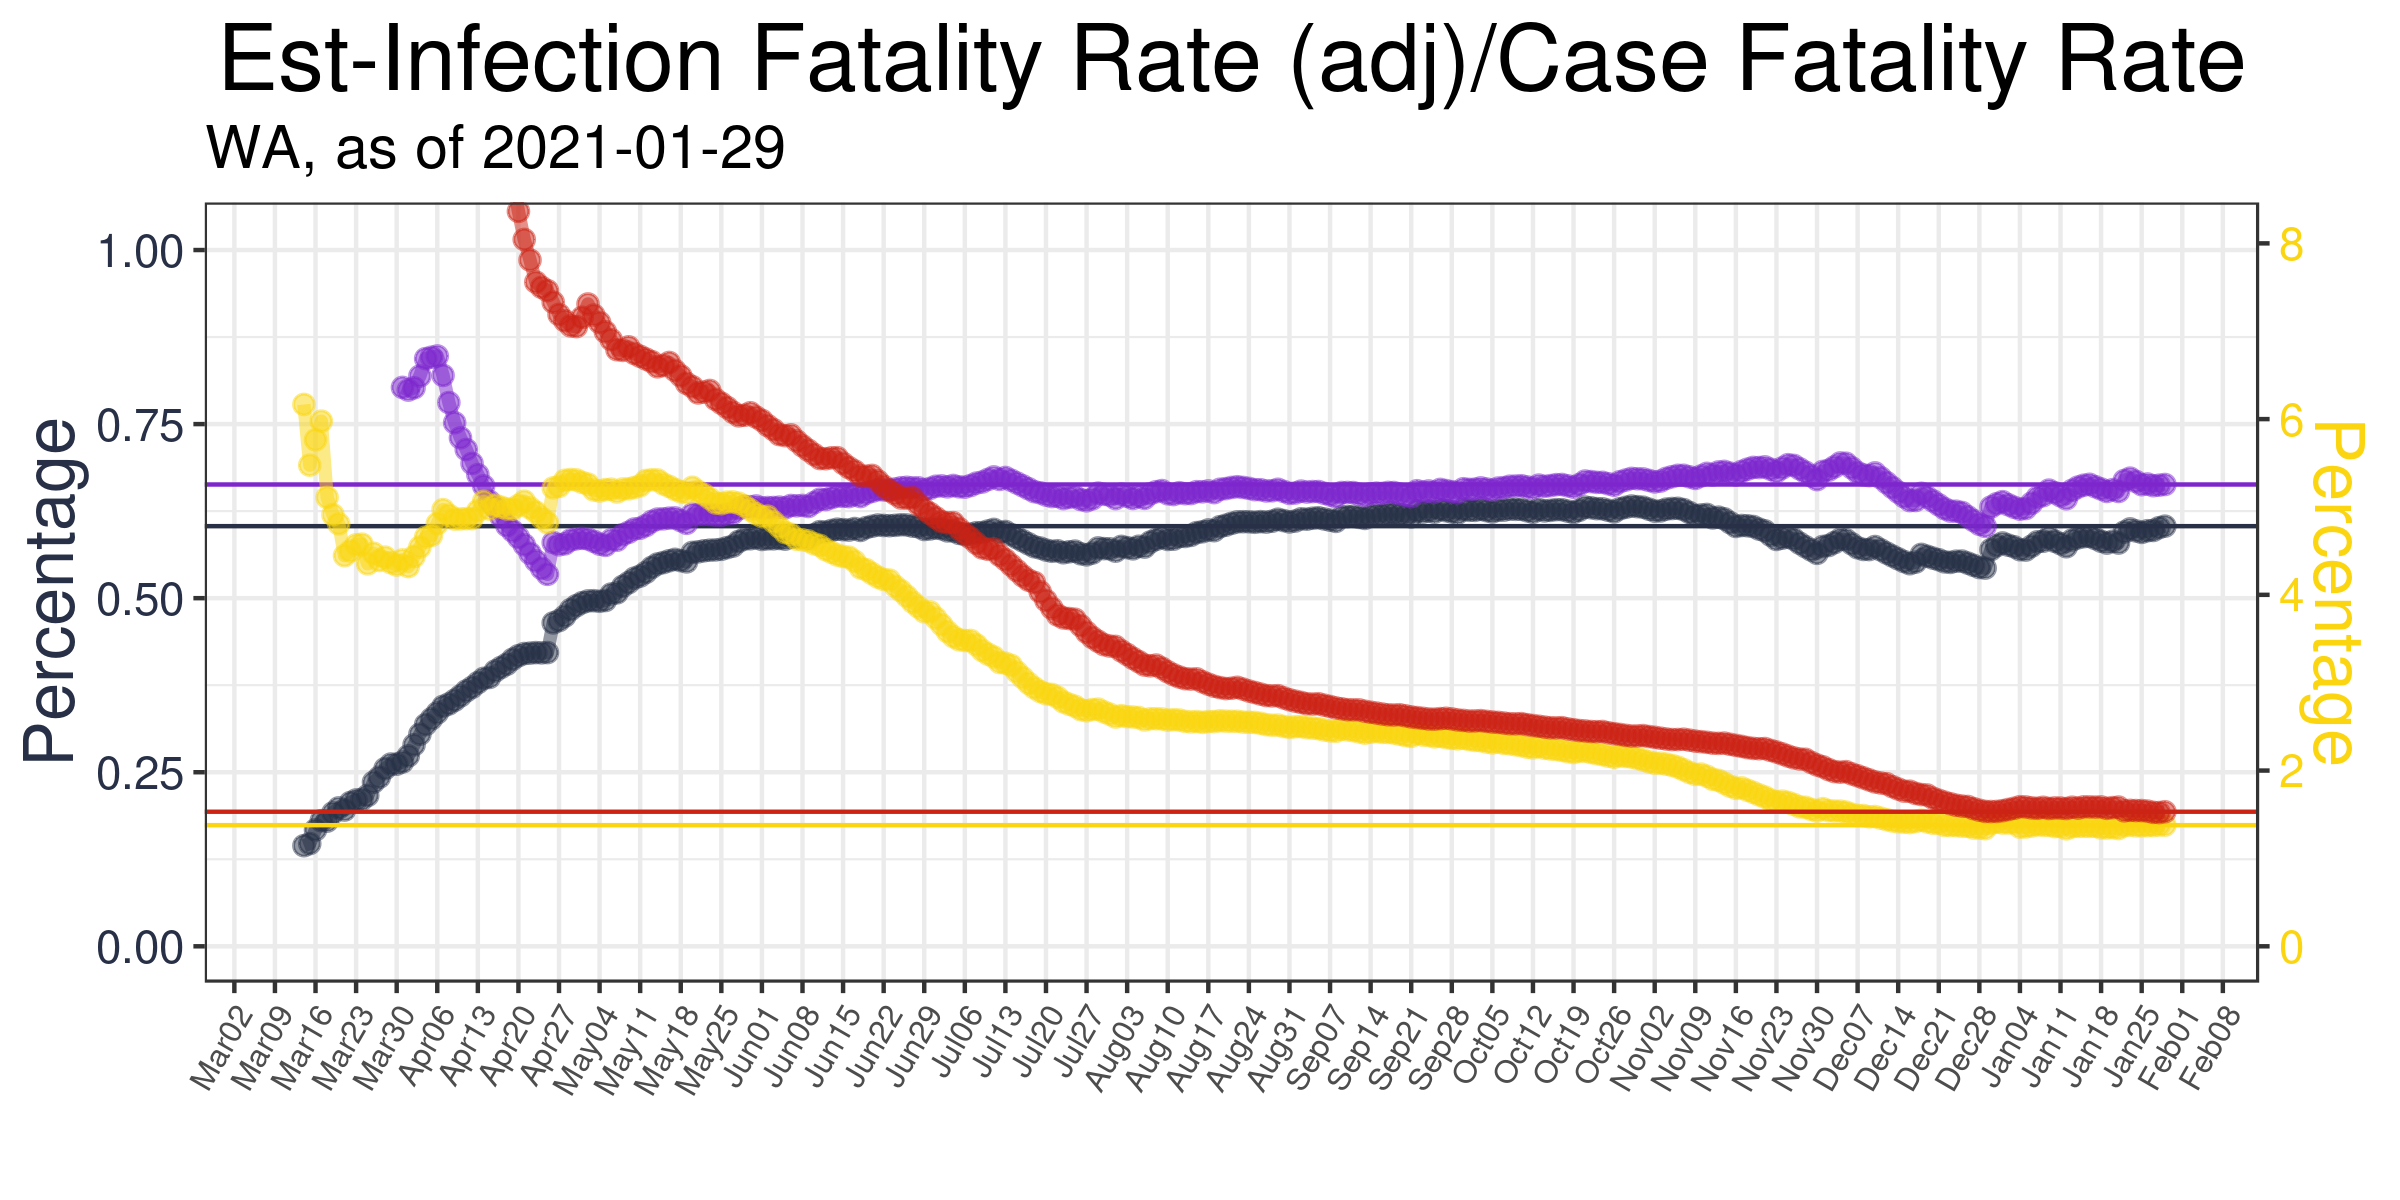 Est-Infection Fatality Rate (adj)/Case Fatality Rate
WA, as of 2021-01-29
Percentage
1.00
0.75
0.50
0.25
0.00
8
6
4
2
0
Percentage
Mar02 Mar09 Mar16 Mar23 Mar30 Apr06 Apr13 Apr20 Apr27 May04 May11 May18 May25 Jun01 Jun08 Jun15 Jun22 Jun29 Jul06 Jul13 Jul20 Jul27 Aug03 Aug10 Aug17 Aug24 Aug31 Sep07 Sep14 Sep21 Sep28 Oct05 Oct12 Oct19 Oct26 Nov02 Nov09 Nov16 Nov23 Nov30 Dec07 Dec14 Dec21 Dec28 Jan04 Jan11 Jan18 Jan25 Feb01 Feb08